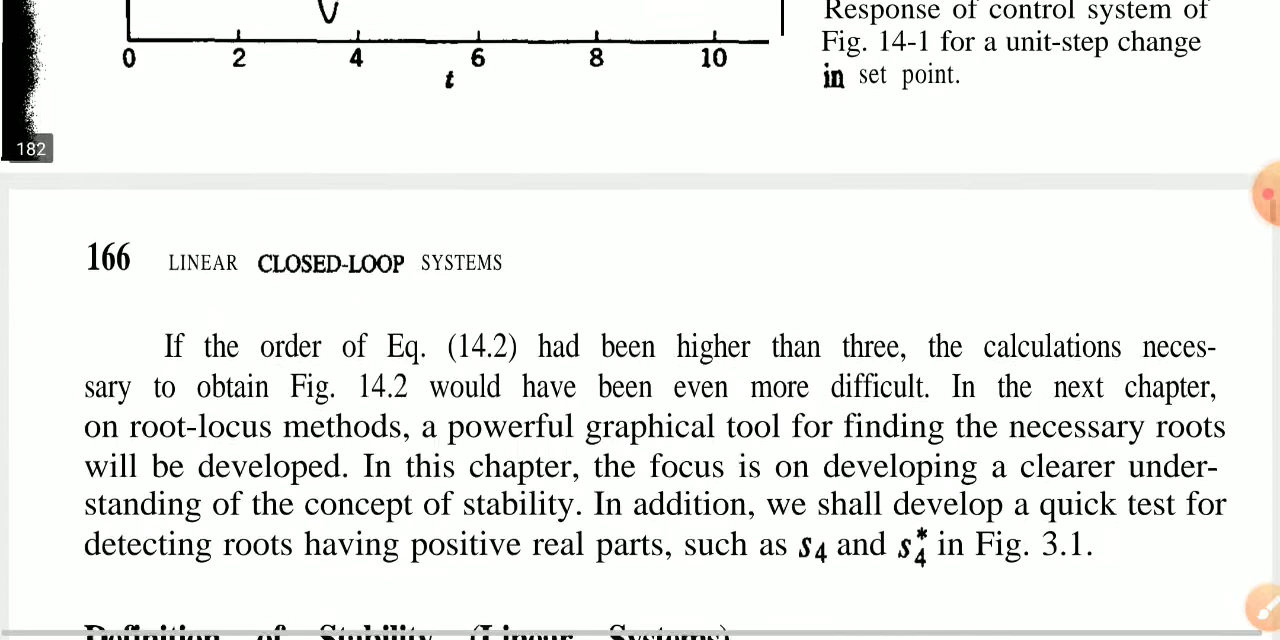 Response of control system of
0 2 4 6 8 10
Fig. 14-1 for a unit-step change
t
in set point.
182
166 LINEAR CLOSED-LOOP SYSTEMS
If the order of Eq. (14.2) had been higher than three, the calculations neces-
sary to obtain Fig. 14.2 would have been even more difficult. In the next chapter,
on root-locus methods, a powerful graphical tool for finding the necessary roots
will be developed. In this chapter, the focus is on developing a clearer under-
standing of the concept of stability. In addition, we shall develop a quick test for
detecting roots having positive real parts, such as s₄ and s₄* in Fig. 3.1.
Definition of Stability (Linear Systems)